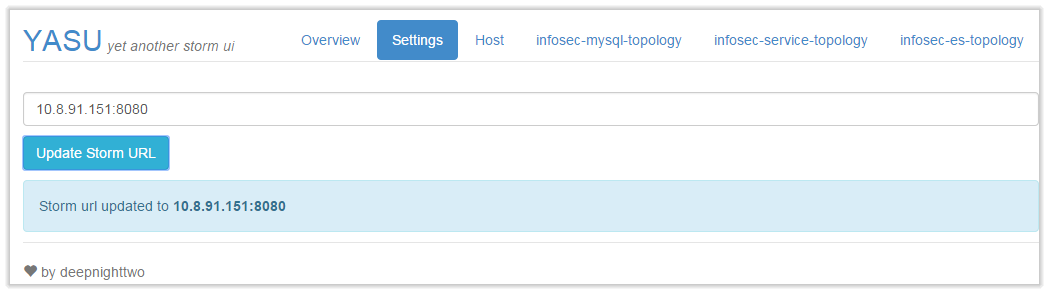 YASU yet another storm ui Overview Settings Host infosec-mysql-topology infosec-service-topology infosec-es-topology
10.8.91.151:8080
Update Storm URL
Storm url updated to 10.8.91.151:8080
♥ by deepnighttwo